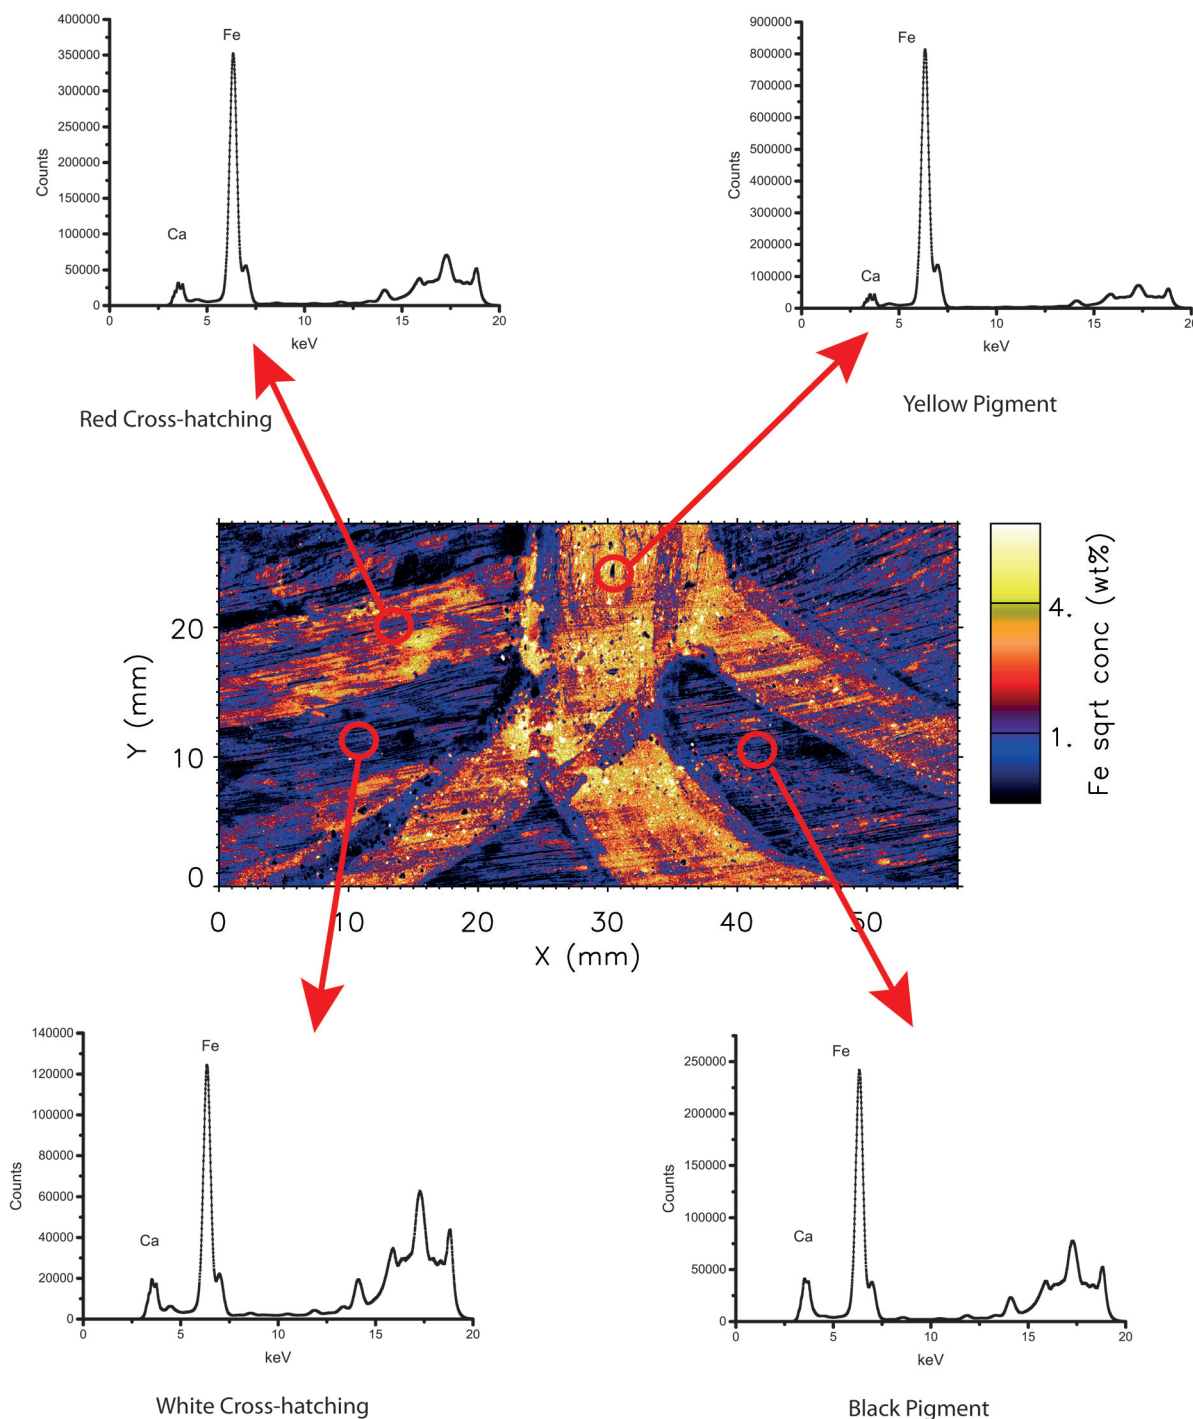 400000
350000
300000
250000
200000
150000
100000
50000
0
Counts
Fe
Ca
0 5 10 15 20
keV
Red Cross-hatching
900000
800000
700000
600000
500000
400000
300000
200000
100000
0
Counts
Fe
Ca
0 5 10 15 20
keV
Yellow Pigment
20
10
0
Y (mm)
0 10 20 30 40 50
X (mm)
4.
1.
Fe sqrt conc (wt%)
140000
120000
100000
80000
60000
40000
20000
0
Counts
Fe
Ca
0 5 10 15 20
keV
White Cross-hatching
250000
200000
150000
100000
50000
0
Counts
Fe
Ca
0 5 10 15 20
keV
Black Pigment